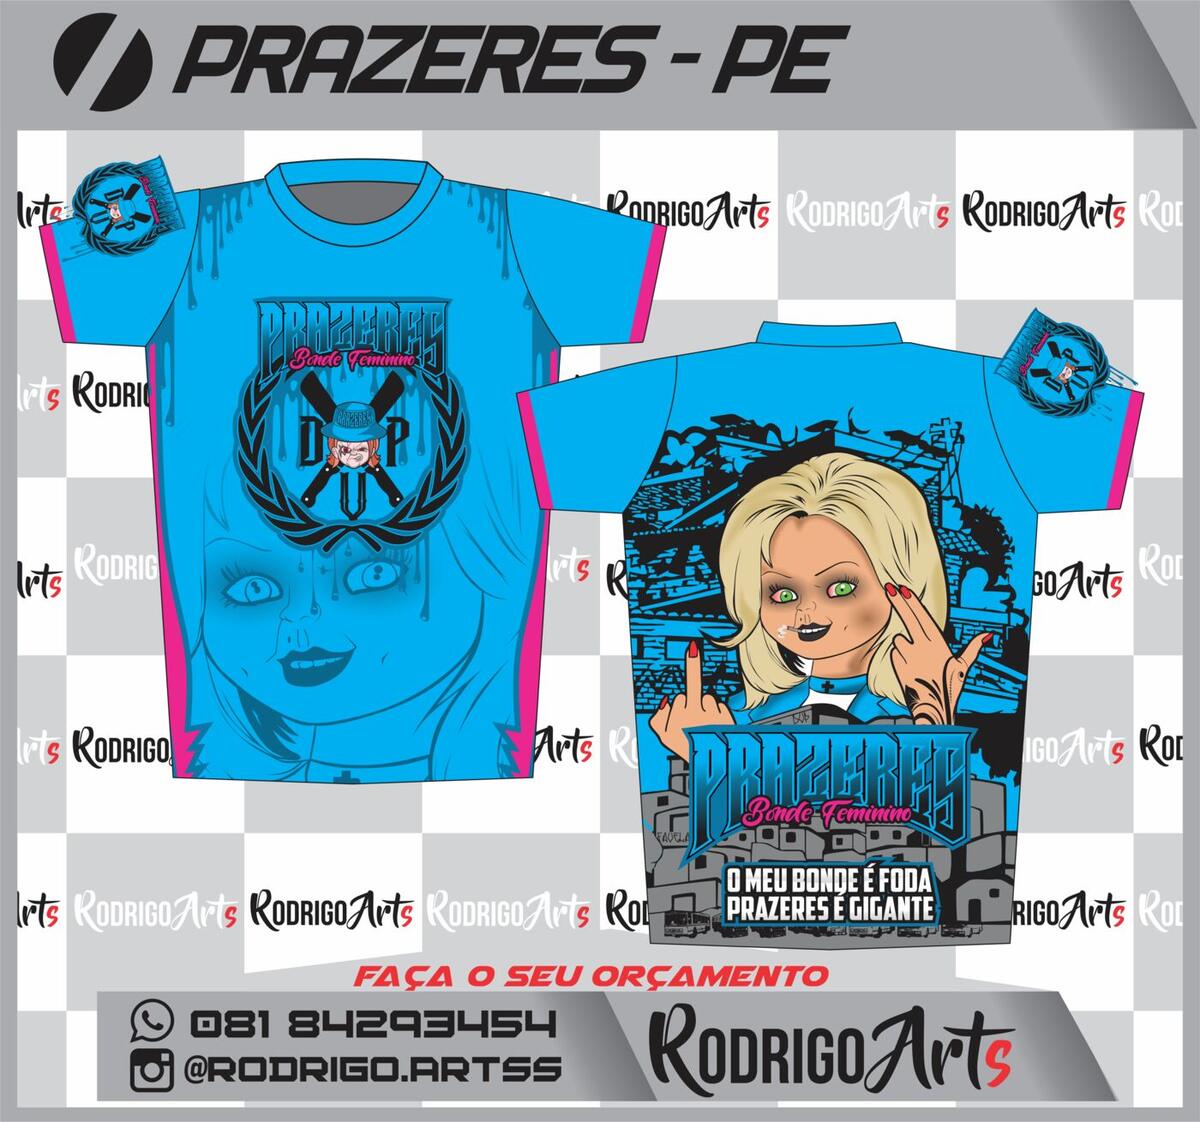 PRAZERES - PE
PRAZERES
Bonde Feminino
D P
V
PRAZERES
Bonde Feminino
FAVELA
O MEU BONDE É FODA
PRAZERES É GIGANTE
RODRIGOArts
FAÇA O SEU ORÇAMENTO
081 84293454
@RODRIGO.ARTSS
RODRIGOArts